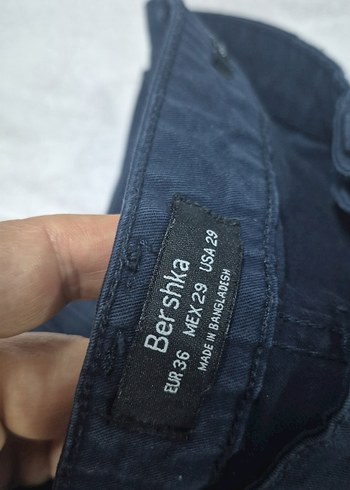 Bershka
EUR 36 MEX 29 USA 29
MADE IN BANGLADESH